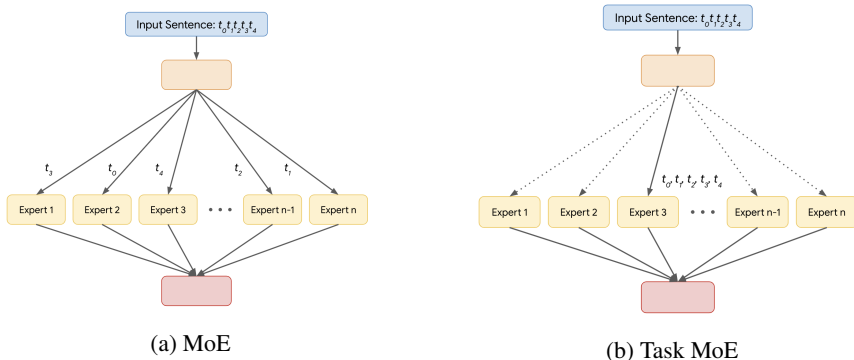 Input Sentence: t₀t₁t₂t₃t₄
t₃ t₀ t₄ t₂ t₁
Expert 1 Expert 2 Expert 3 • • • Expert n-1 Expert n
(a) MoE
Input Sentence: t₀t₁t₂t₃t₄
t₀, t₁, t₂, t₃, t₄
Expert 1 Expert 2 Expert 3 • • • Expert n-1 Expert n
(b) Task MoE